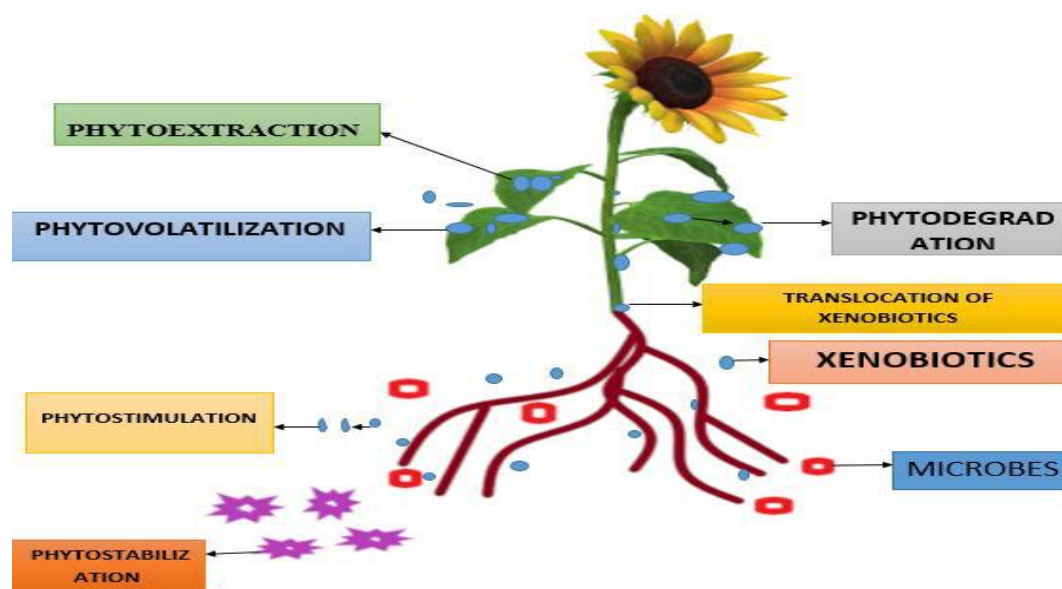 PHYTOEXTRACTION
PHYTOVOLATILIZATION
PHYTODEGRAD
ATION
TRANSLOCATION OF
XENOBIOTICS
XENOBIOTICS
PHYTOSTIMULATION
MICROBES
PHYTOSTABILIZ
ATION